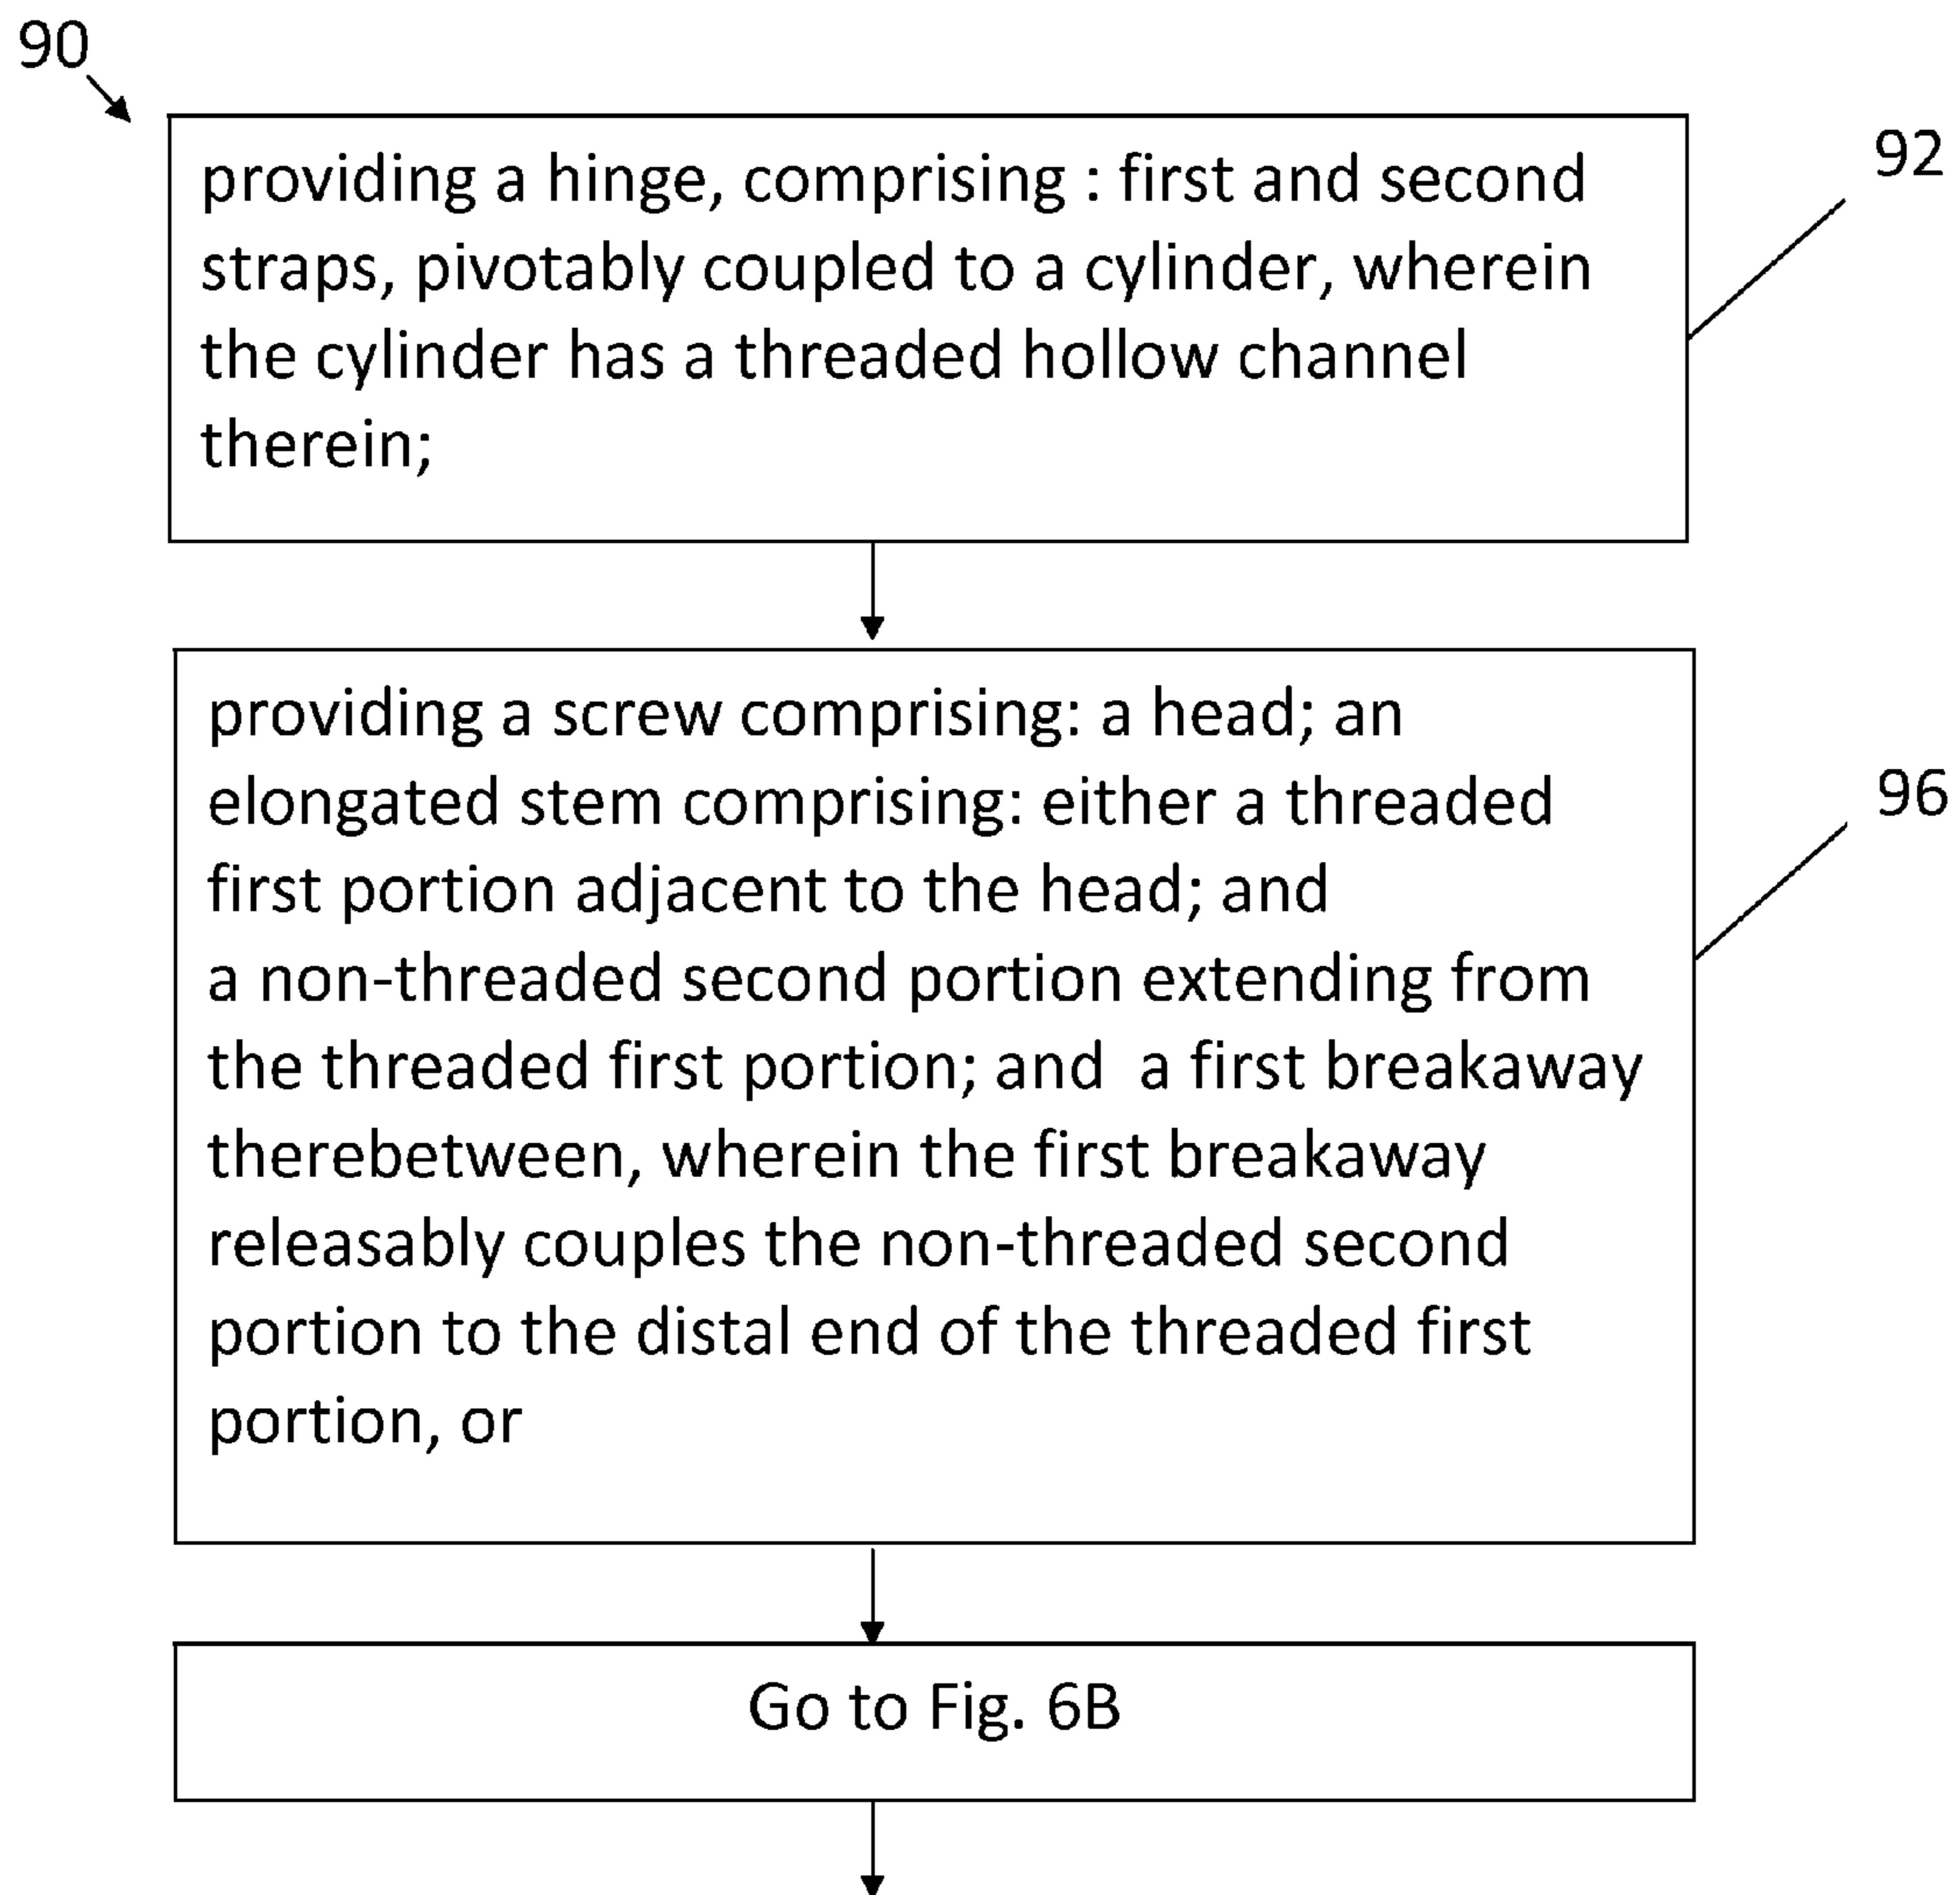 90
92
providing a hinge, comprising : first and second
straps, pivotably coupled to a cylinder, wherein
the cylinder has a threaded hollow channel
therein;
96
providing a screw comprising: a head; an
elongated stem comprising: either a threaded
first portion adjacent to the head; and
a non-threaded second portion extending from
the threaded first portion; and a first breakaway
therebetween, wherein the first breakaway
releasably couples the non-threaded second
portion to the distal end of the threaded first
portion, or
Go to Fig. 6B